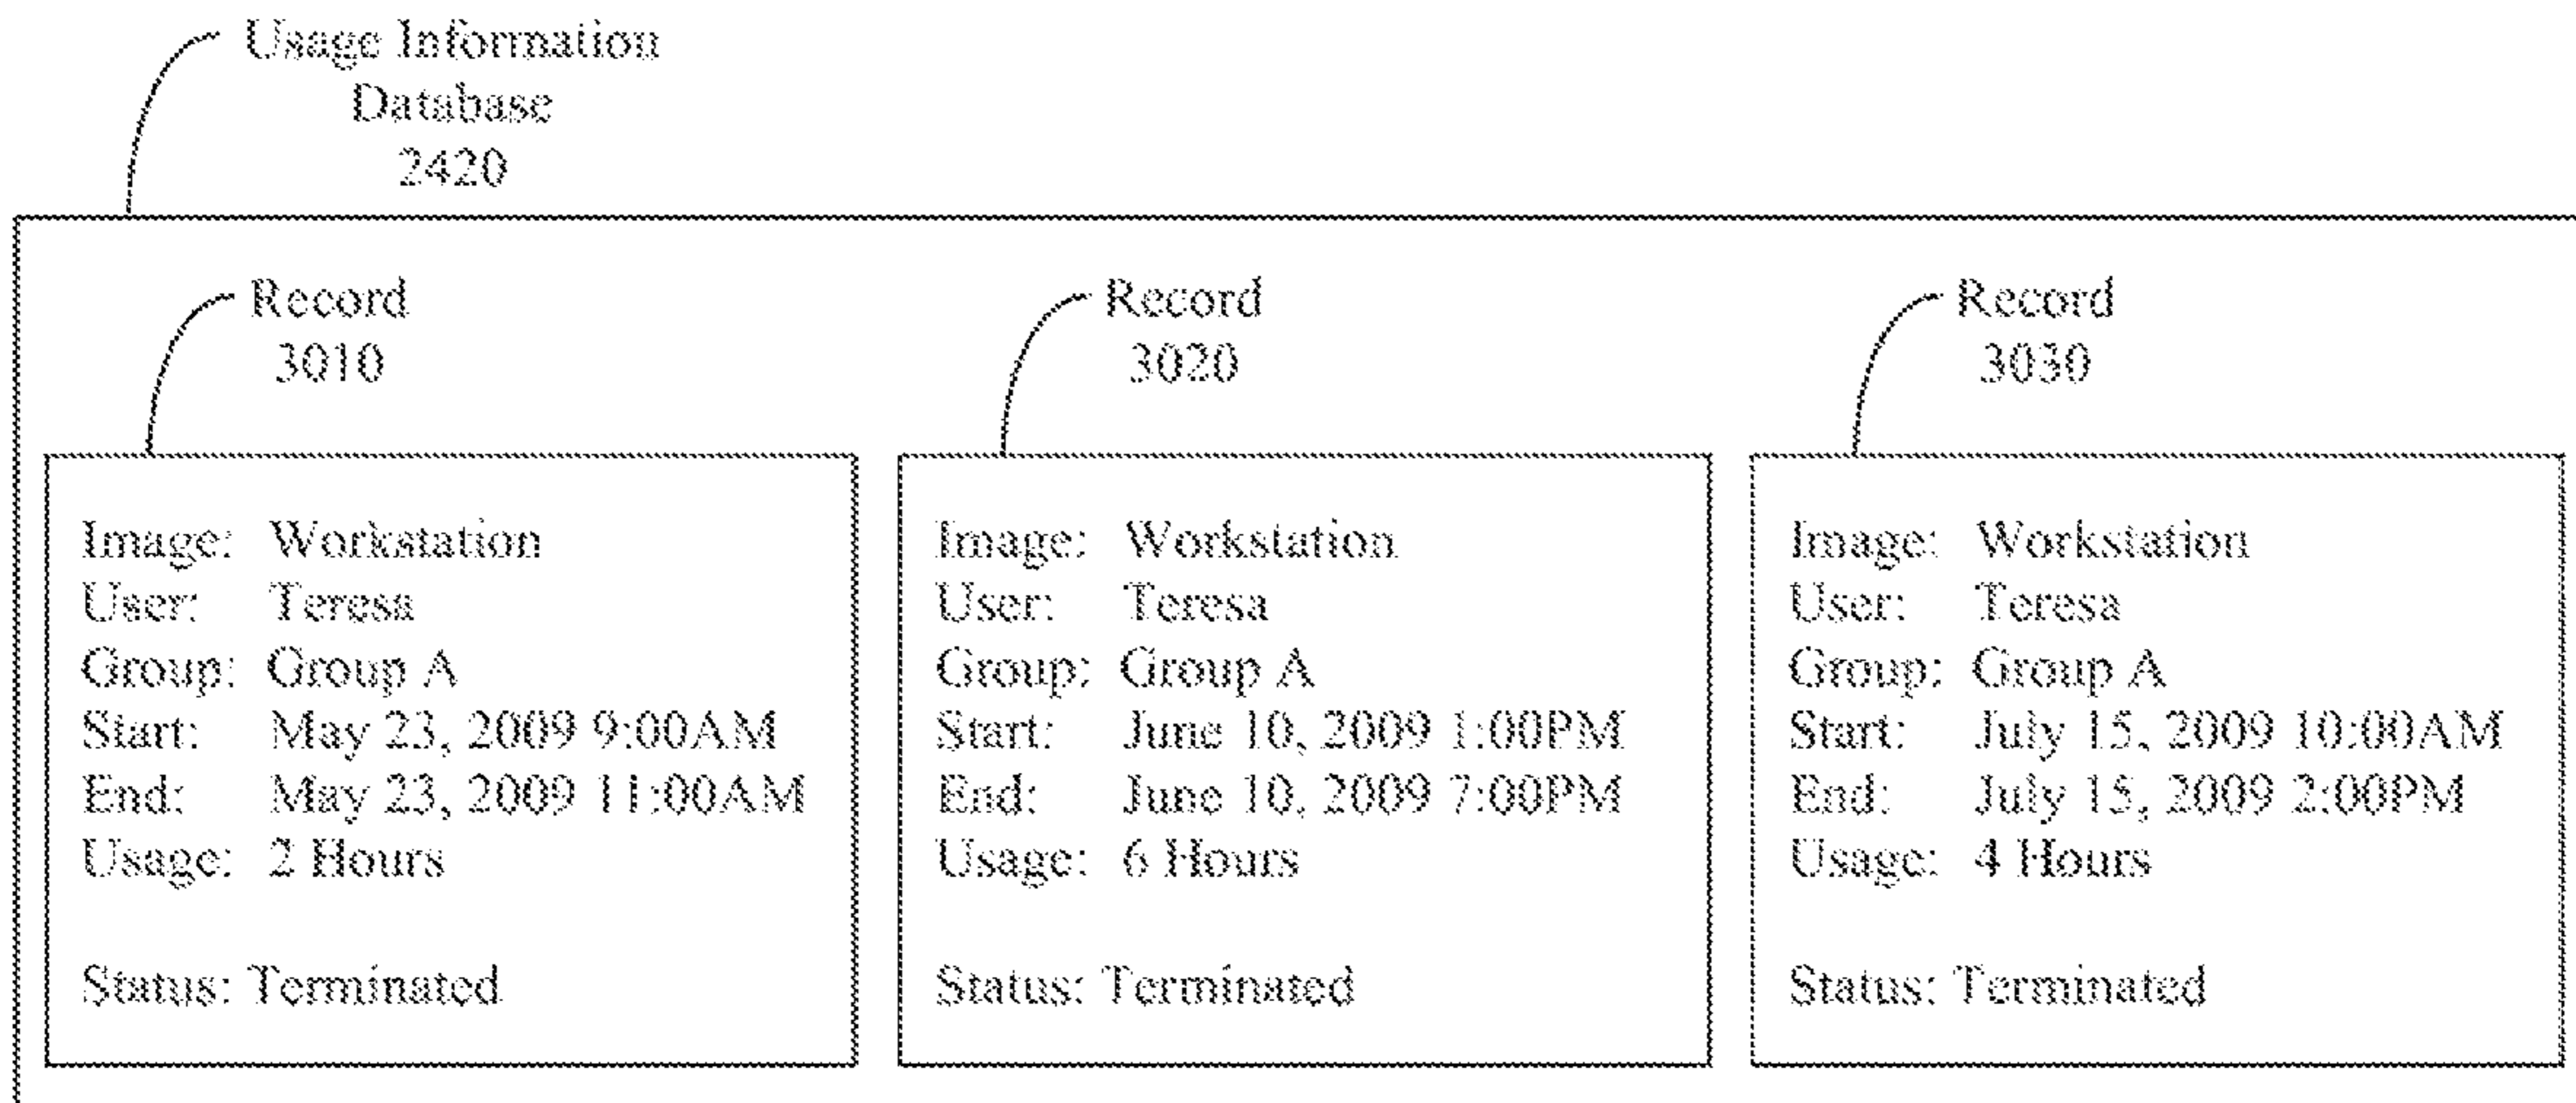 Usage Information
Database
2420
Record
3010
Record
3020
Record
3030
Image: Workstation
User: Teresa
Group: Group A
Start: May 23, 2009 9:00AM
End: May 23, 2009 11:00AM
Usage: 2 Hours
Status: Terminated
Image: Workstation
User: Teresa
Group: Group A
Start: June 10, 2009 1:00PM
End: June 10, 2009 7:00PM
Usage: 6 Hours
Status: Terminated
Image: Workstation
User: Teresa
Group: Group A
Start: July 15, 2009 10:00AM
End: July 15, 2009 2:00PM
Usage: 4 Hours
Status: Terminated